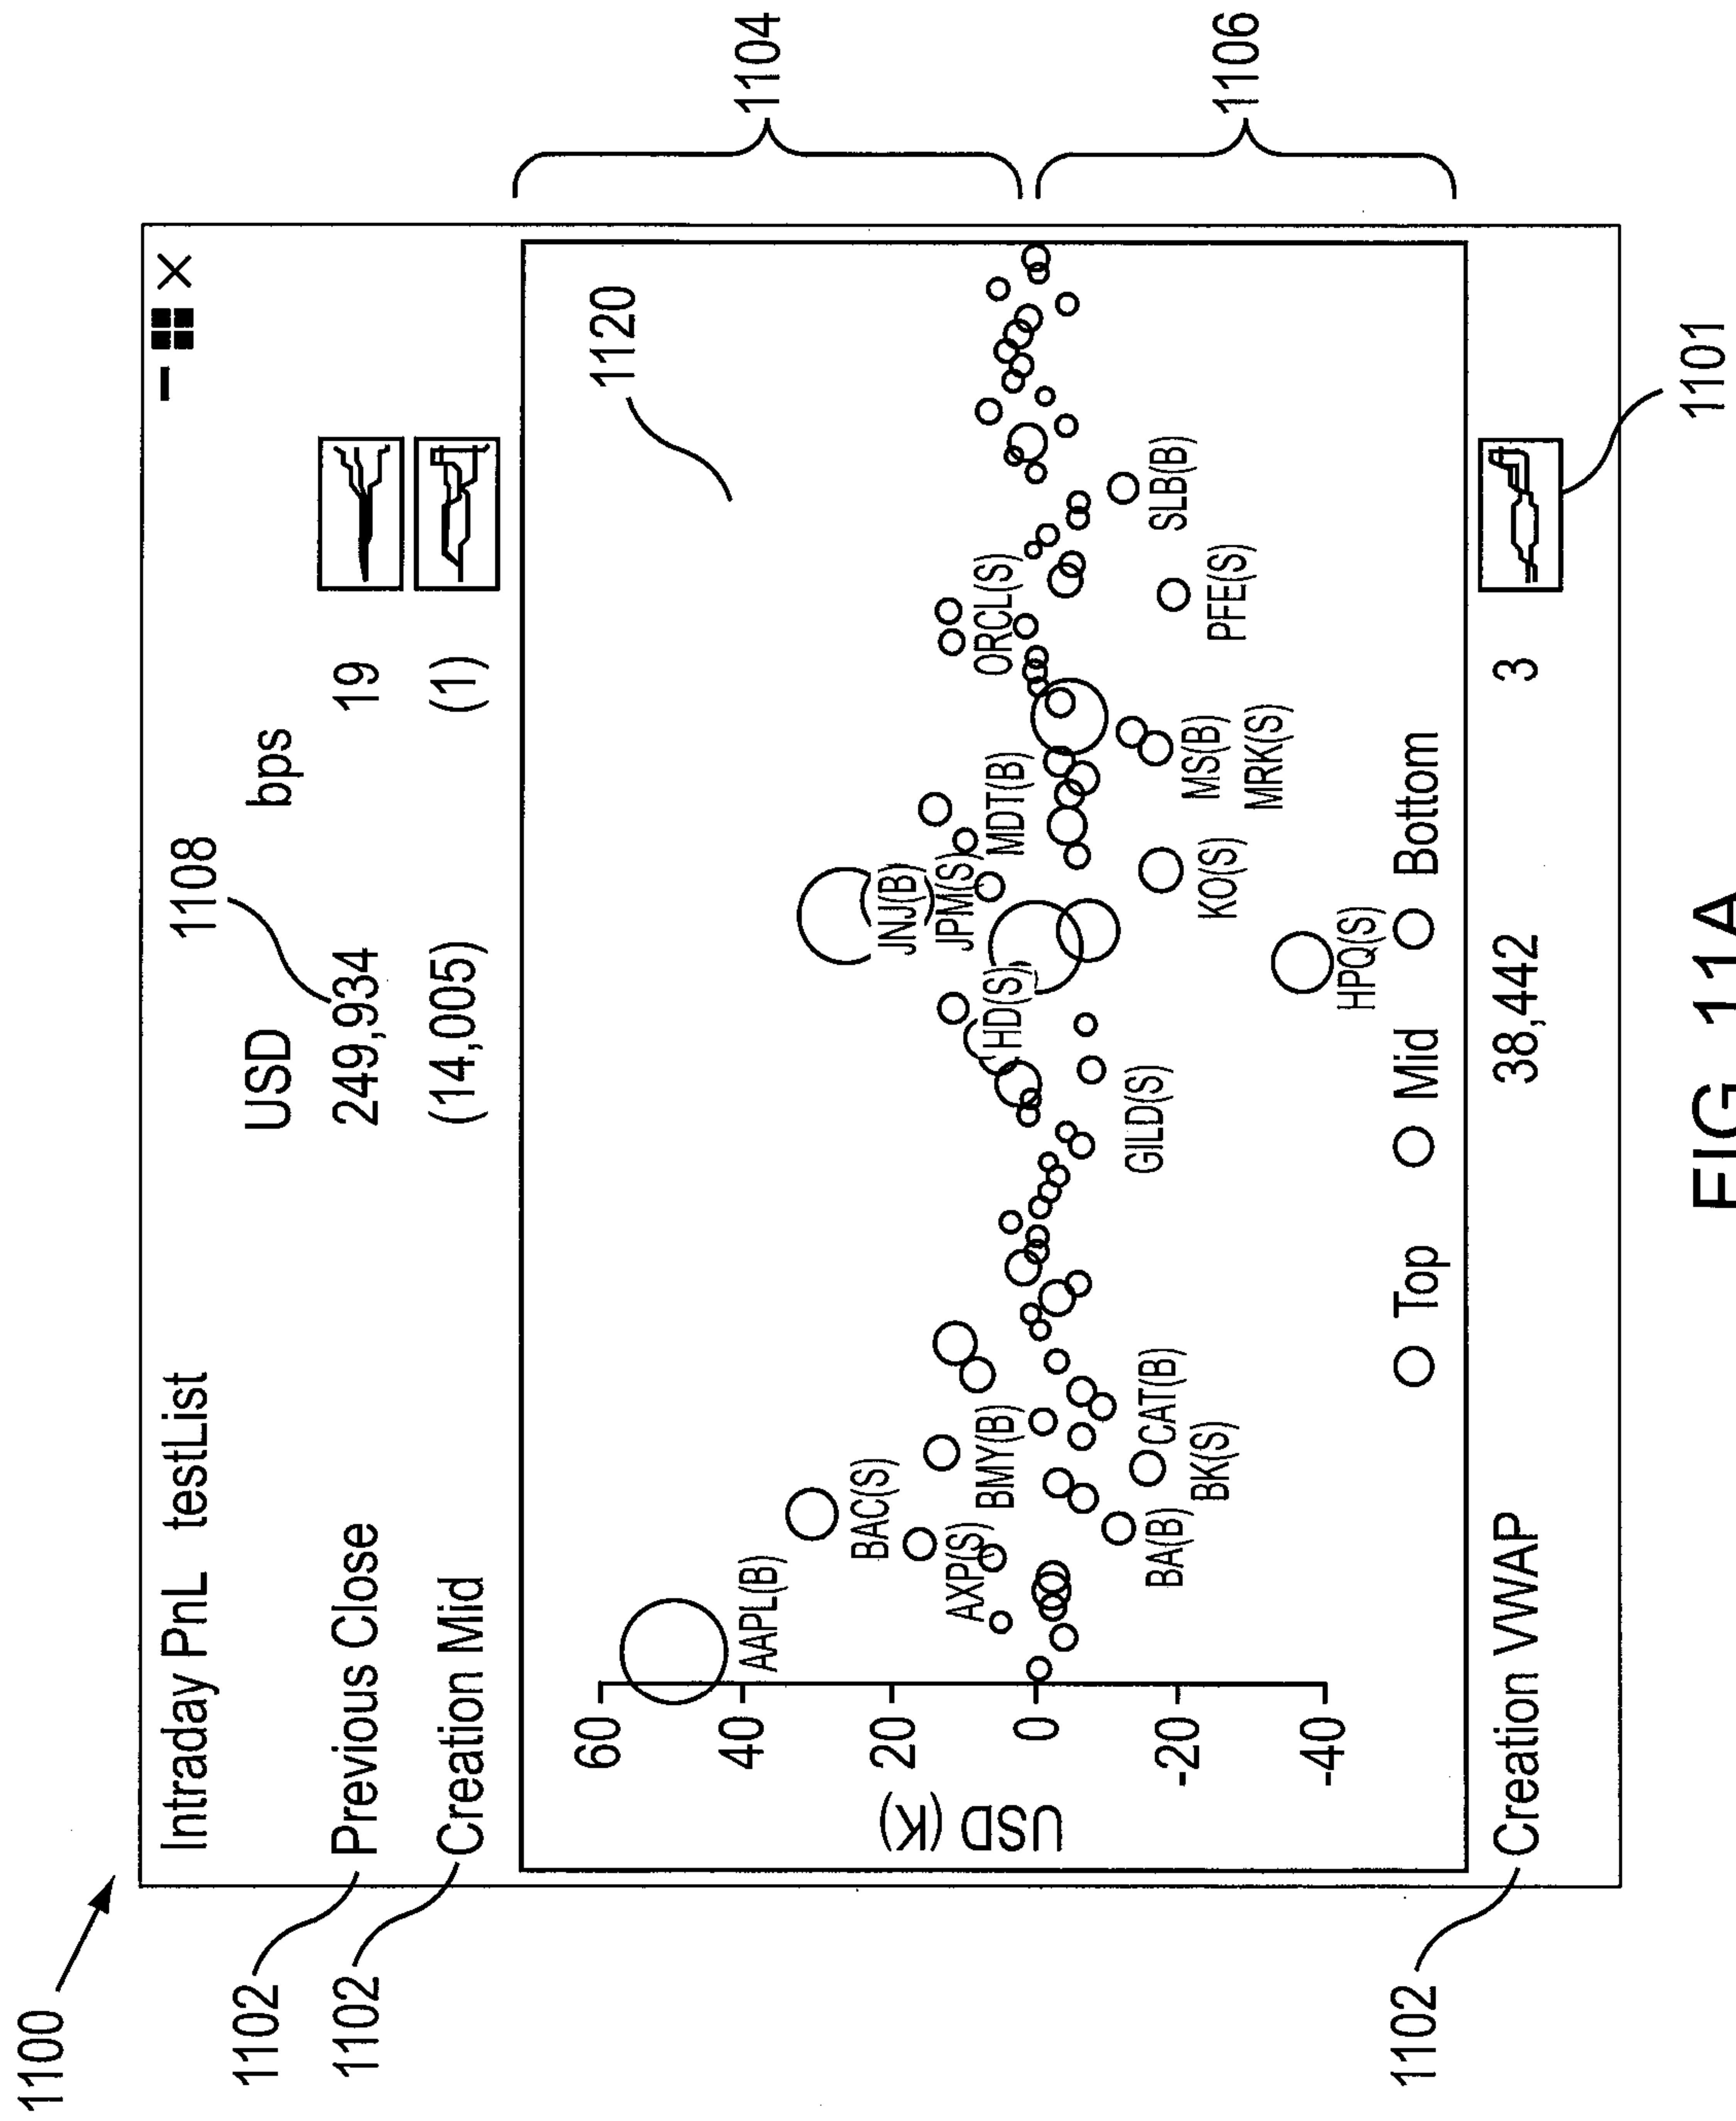 1100
Intraday PnL testList
1108
USD bps
1102 Previous Close 249,934 19
1102 Creation Mid (14,005) (1)
1120
1104
1106
USD (K)
60
40
20
00
-20
-40
AAPL(B)
BAC(S)
AXP(S)
BMY(B)
BA(B)
BK(S)
CAT(B)
GILD(S)
HD(S)
HPQ(S)
JNJ(B)
JPM(S)
KO(S)
MDT(B)
MS(B)
MRK(S)
ORCL(S)
PFE(S)
SLB(B)
Top Mid Bottom
1102 Creation VWAP 38,442 3
1101
FIG. 11A